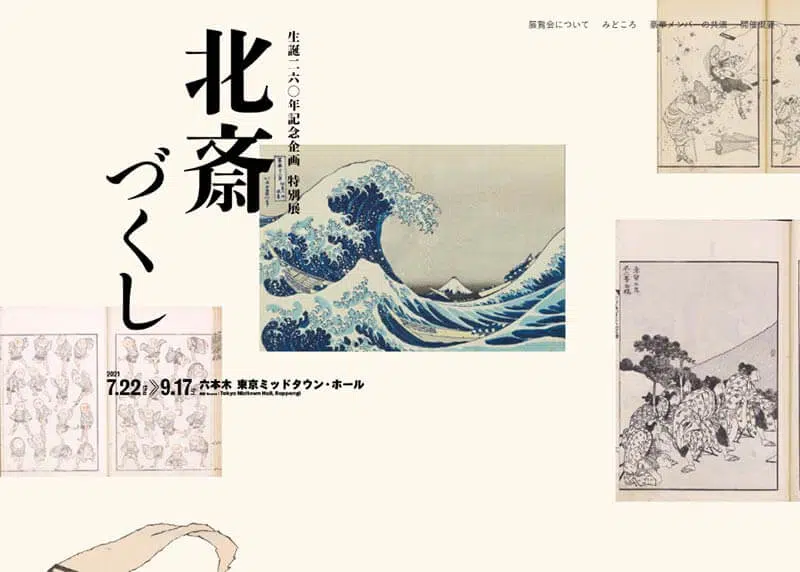 展覧会について みどころ 豪華メンバーの共演 開催概要
生誕二六〇年記念企画 特別展
北斎づくし
2021
7.22 9.17 六本木 東京ミッドタウン・ホール
Tokyo Midtown Hall, Roppongi